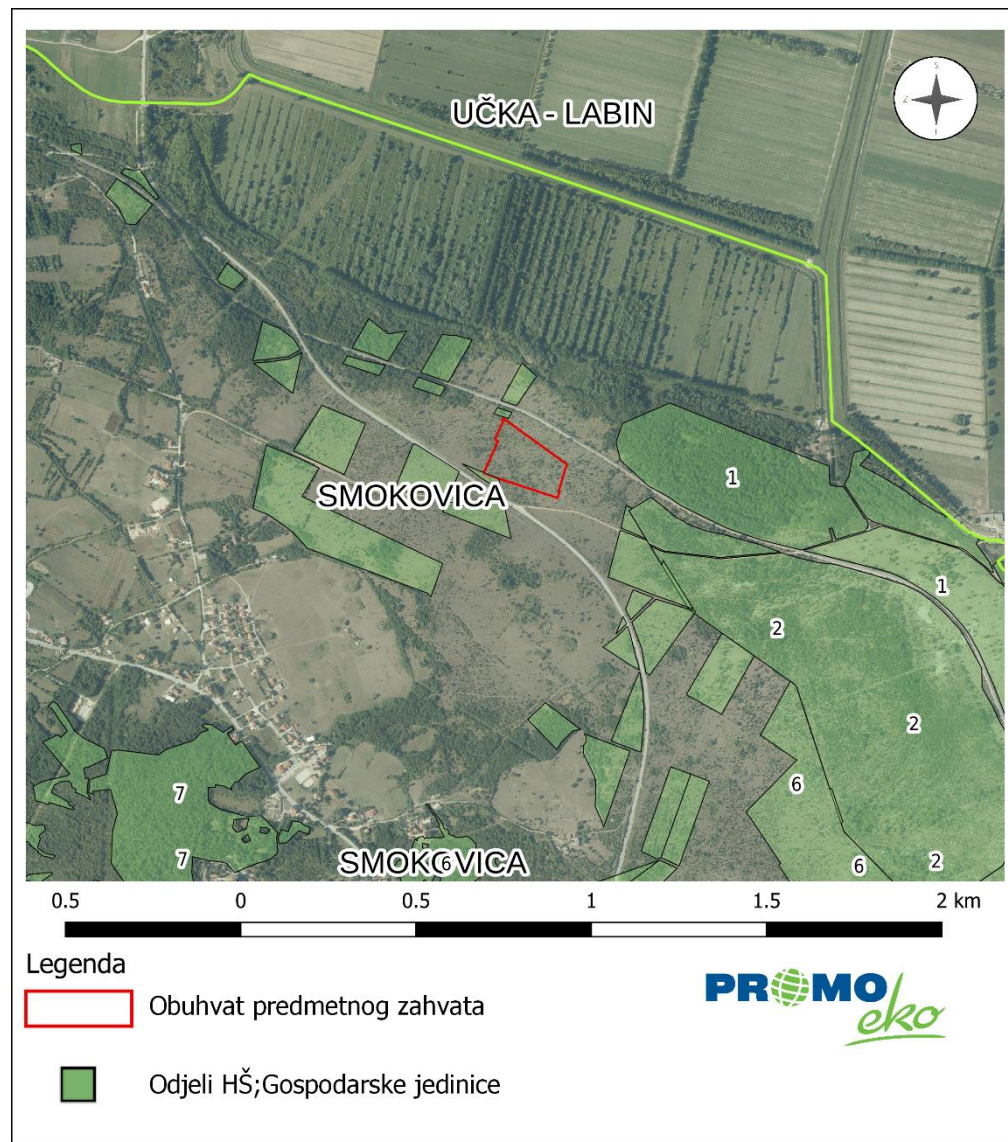 S
Z I
J
UČKA - LABIN
1
SMOKOVICA
1
2
2
6
7
7
SMOKOVICA
6
6
2
0.5 0 0.5 1 1.5 2 km
Legenda
Obuhvat predmetnog zahvata
PROMO
eko
Odjeli HŠ;Gospodarske jedinice